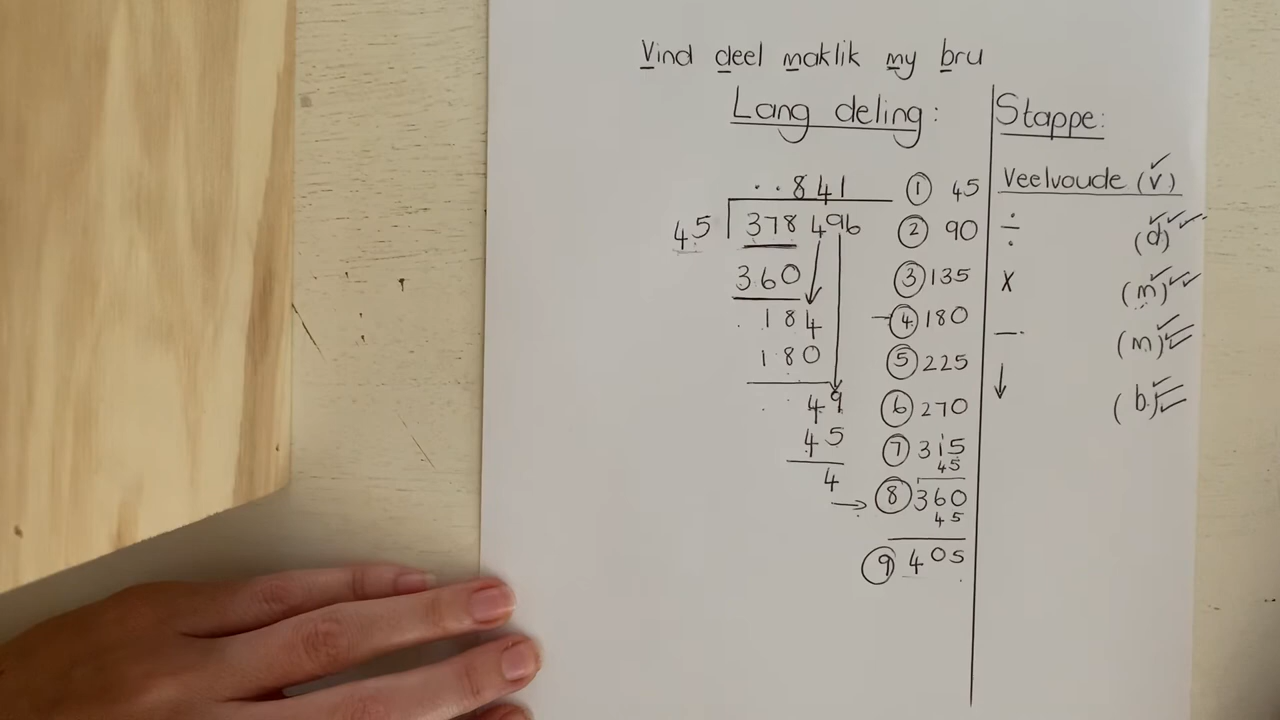 Vind deel maklik my bru
Lang deling:
··841
45 378496
360
184
180
49
45
4
① 45
② 90
③ 135
④ 180
⑤ 225
⑥ 270
⑦ 315
45
⑧ 360
45
⑨ 405
Stappe:
Veelvoude (v) ✓
÷ (d) ✓✓✓
x (m) ✓✓✓
— (m) ✓✓✓
↓ (b) ✓✓✓